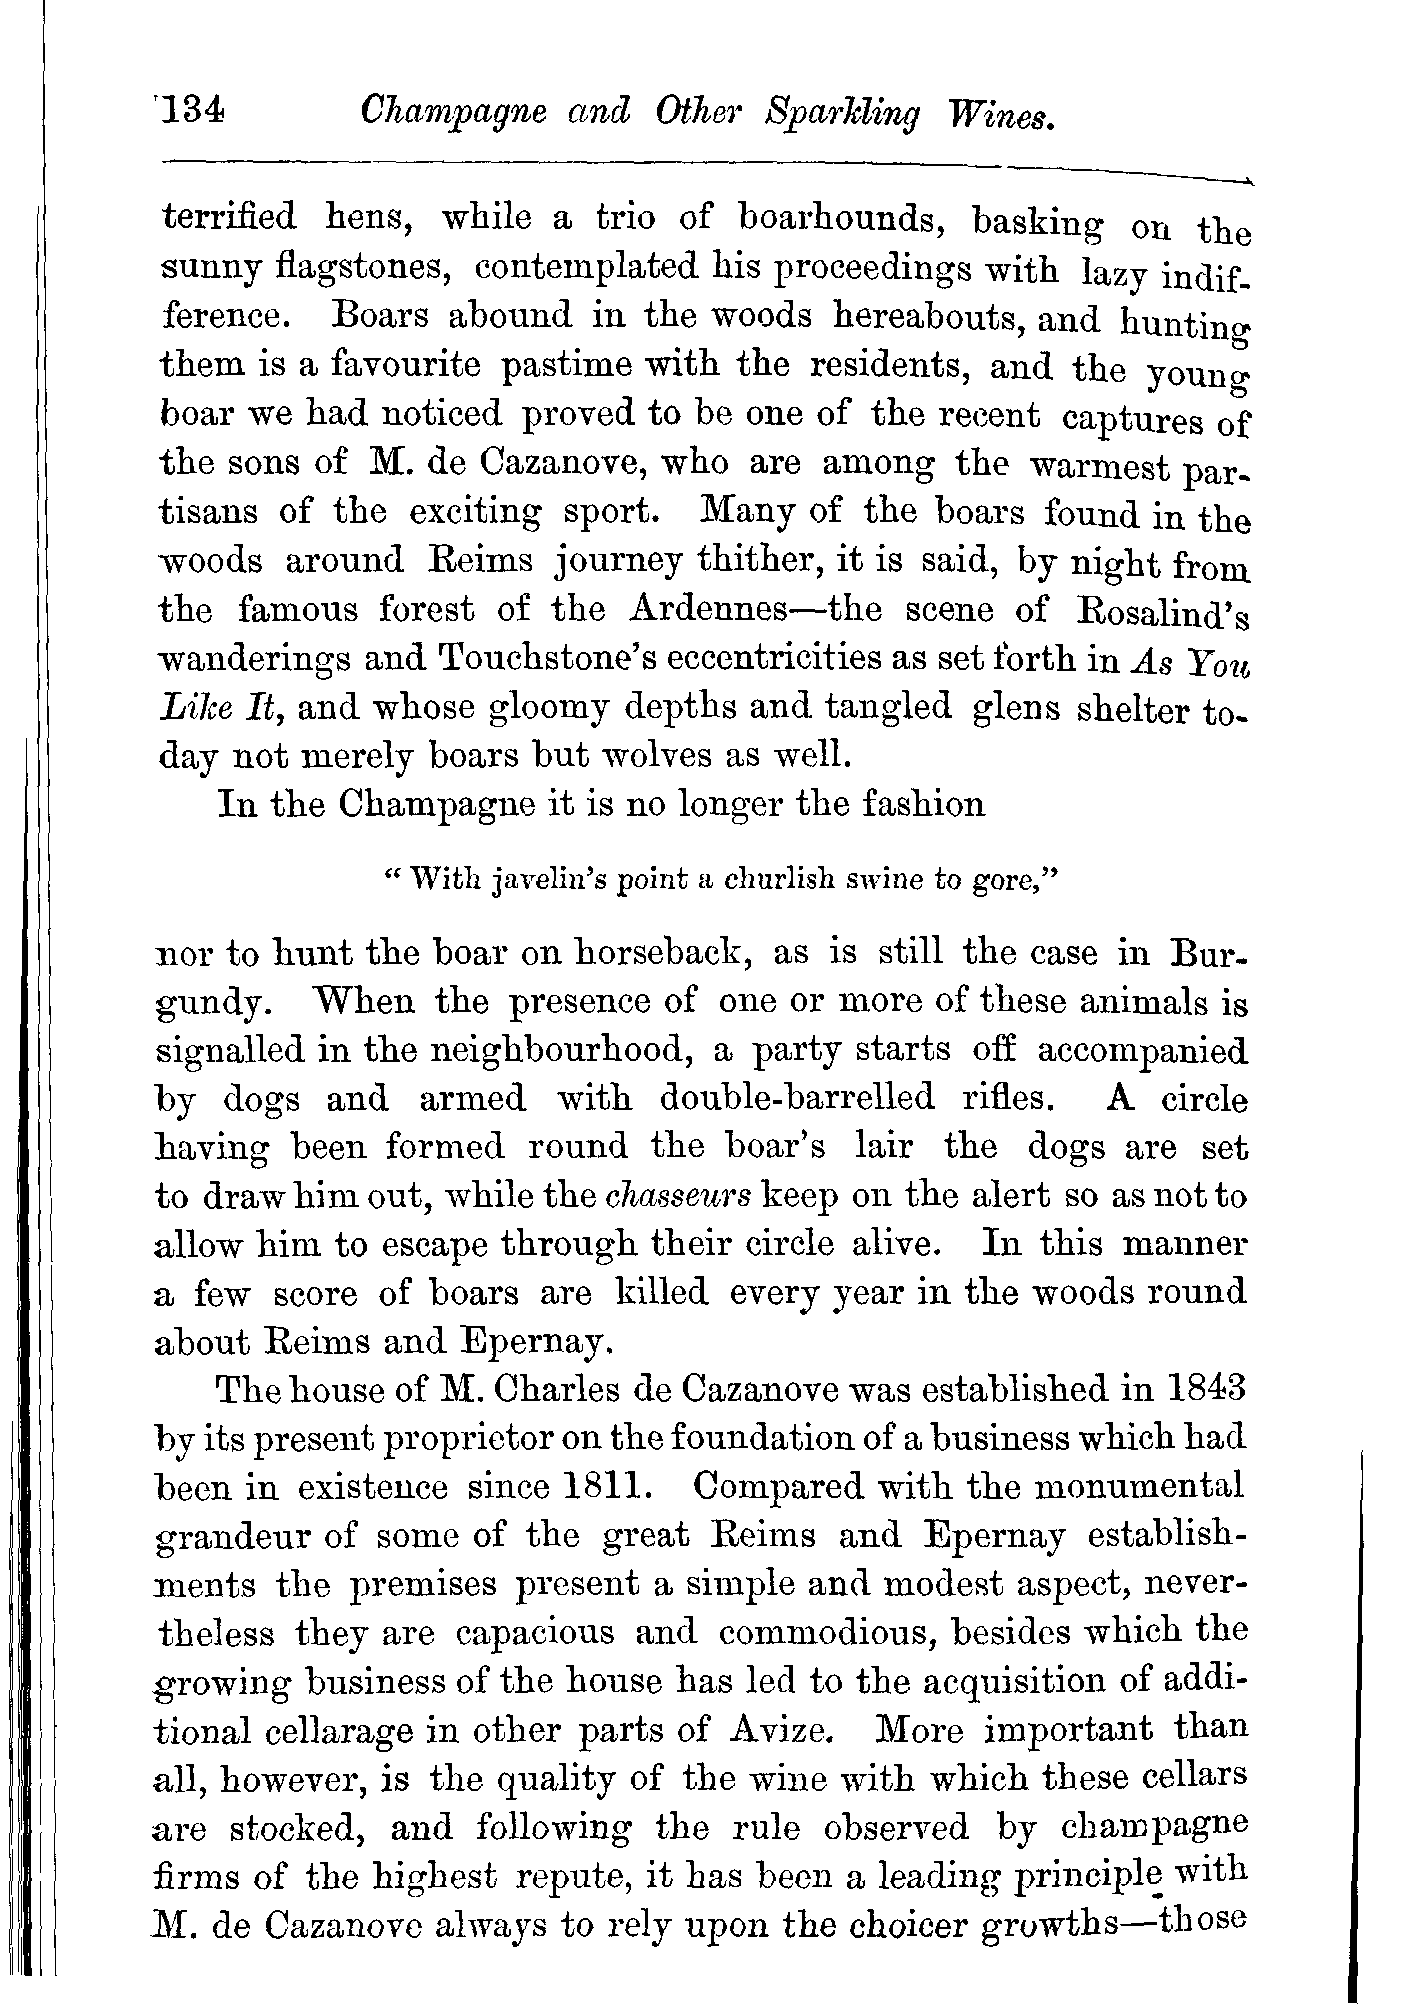 134 Champagne and Other Sparkling Wines.
terrified hens, while a trio of boarhounds, basking on the
sunny flagstones, contemplated his proceedings with lazy indif-
ference. Boars abound in the woods hereabouts, and hunting
them is a favourite pastime with the residents, and the young
boar we had noticed proved to be one of the recent captures of
the sons of M. de Cazanove, who are among the warmest par-
tisans of the exciting sport. Many of the boars found in the
woods around Reims journey thither, it is said, by night from
the famous forest of the Ardennes—the scene of Rosalind's
wanderings and Touchstone's eccentricities as set forth in As You
Like It, and whose gloomy depths and tangled glens shelter to-
day not merely boars but wolves as well.
In the Champagne it is no longer the fashion
“With javelin's point a churlish swine to gore,”
nor to hunt the boar on horseback, as is still the case in Bur-
gundy. When the presence of one or more of these animals is
signalled in the neighbourhood, a party starts off accompanied
by dogs and armed with double-barrelled rifles. A circle
having been formed round the boar's lair the dogs are set
to draw him out, while the chasseurs keep on the alert so as not to
allow him to escape through their circle alive. In this manner
a few score of boars are killed every year in the woods round
about Reims and Epernay.
The house of M. Charles de Cazanove was established in 1843
by its present proprietor on the foundation of a business which had
been in existence since 1811. Compared with the monumental
grandeur of some of the great Reims and Epernay establish-
ments the premises present a simple and modest aspect, never-
theless they are capacious and commodious, besides which the
growing business of the house has led to the acquisition of addi-
tional cellarage in other parts of Avize. More important than
all, however, is the quality of the wine with which these cellars
are stocked, and following the rule observed by champagne
firms of the highest repute, it has been a leading principle with
M. de Cazanove always to rely upon the choicer growths—those